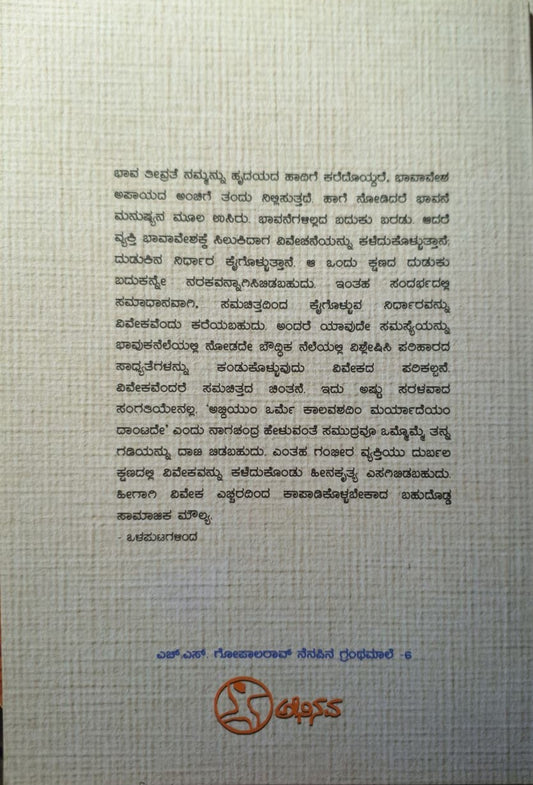 ಭಾವ ತೀವ್ರತೆ ನಮ್ಮನ್ನು ಹೃದಯದ ಹಾದಿಗೆ ಕರೆದೊಯ್ದರೆ, ಭಾವಾವೇಶ
ಅಪಾಯದ ಅಂಚಿಗೆ ತಂದು ನಿಲ್ಲಿಸುತ್ತದೆ. ಹಾಗೆ ನೋಡಿದರೆ ಭಾವನೆ
ಮನುಷ್ಯನ ಮೂಲ ಉಸಿರು. ಭಾವನೆಗಳಿಲ್ಲದ ಬದುಕು ಬರಡು. ಆದರೆ
ವ್ಯಕ್ತಿ ಭಾವಾವೇಶಕ್ಕೆ ಸಿಲುಕಿದಾಗ ವಿವೇಚನೆಯನ್ನು ಕಳೆದುಕೊಳ್ಳುತ್ತಾನೆ;
ದುಡುಕಿನ ನಿರ್ಧಾರ ಕೈಗೊಳ್ಳುತ್ತಾನೆ. ಆ ಒಂದು ಕ್ಷಣದ ದುಡುಕು
ಬದುಕನ್ನೇ ನರಕವನ್ನಾಗಿಸಿಬಿಡಬಹುದು. ಇಂತಹ ಸಂದರ್ಭದಲ್ಲಿ
ಸಮಾಧಾನವಾಗಿ, ಸಮಚಿತ್ತದಿಂದ ಕೈಗೊಳ್ಳುವ ನಿರ್ಧಾರವನ್ನು
ವಿವೇಕವೆಂದು ಕರೆಯಬಹುದು. ಅಂದರೆ ಯಾವುದೇ ಸಮಸ್ಯೆಯನ್ನು
ಭಾವುಕನೆಲೆಯಲ್ಲಿ ನೋಡದೇ ಬೌದ್ಧಿಕ ನೆಲೆಯಲ್ಲಿ ವಿಶ್ಲೇಷಿಸಿ ಪರಿಹಾರದ
ಸಾಧ್ಯತೆಗಳನ್ನು ಕಂಡುಕೊಳ್ಳುವುದು ವಿವೇಕದ ಪರಿಕಲ್ಪನೆ.
ವಿವೇಕವೆಂದರೆ ಸಮಚಿತ್ತದ ಚಿಂತನೆ. ಇದು ಅಷ್ಟು ಸರಳವಾದ
ಸಂಗತಿಯೇನಲ್ಲ. 'ಅಬ್ಧಿಯುಂ ಒರ್ಮೆ ಕಾಲವಶದಿಂ ಮರ್ಯಾದೆಯಂ
ದಾಂಟದೇ' ಎಂದು ನಾಗಚಂದ್ರ ಹೇಳುವಂತೆ ಸಮುದ್ರವೂ ಒಮ್ಮೊಮ್ಮೆ ತನ್ನ
ಗಡಿಯನ್ನು ದಾಟಿ ಬಿಡಬಹುದು. ಎಂತಹ ಗಂಭೀರ ವ್ಯಕ್ತಿಯು ದುರ್ಬಲ
ಕ್ಷಣದಲ್ಲಿ ವಿವೇಕವನ್ನು ಕಳೆದುಕೊಂಡು ಹೀನಕೃತ್ಯ ಎಸಗಿಬಿಡಬಹುದು.
ಹೀಗಾಗಿ ವಿವೇಕ ಎಚ್ಚರದಿಂದ ಕಾಪಾಡಿಕೊಳ್ಳಬೇಕಾದ ಬಹುದೊಡ್ಡ
ಸಾಮಾಜಿಕ ಮೌಲ್ಯ.
- ಒಳಪುಟಗಳಿಂದ
ಎಚ್.ಎಸ್. ಗೋಪಾಲರಾವ್ ನೆನಪಿನ ಗ್ರಂಥಮಾಲೆ -6
ಅಭಿನವ